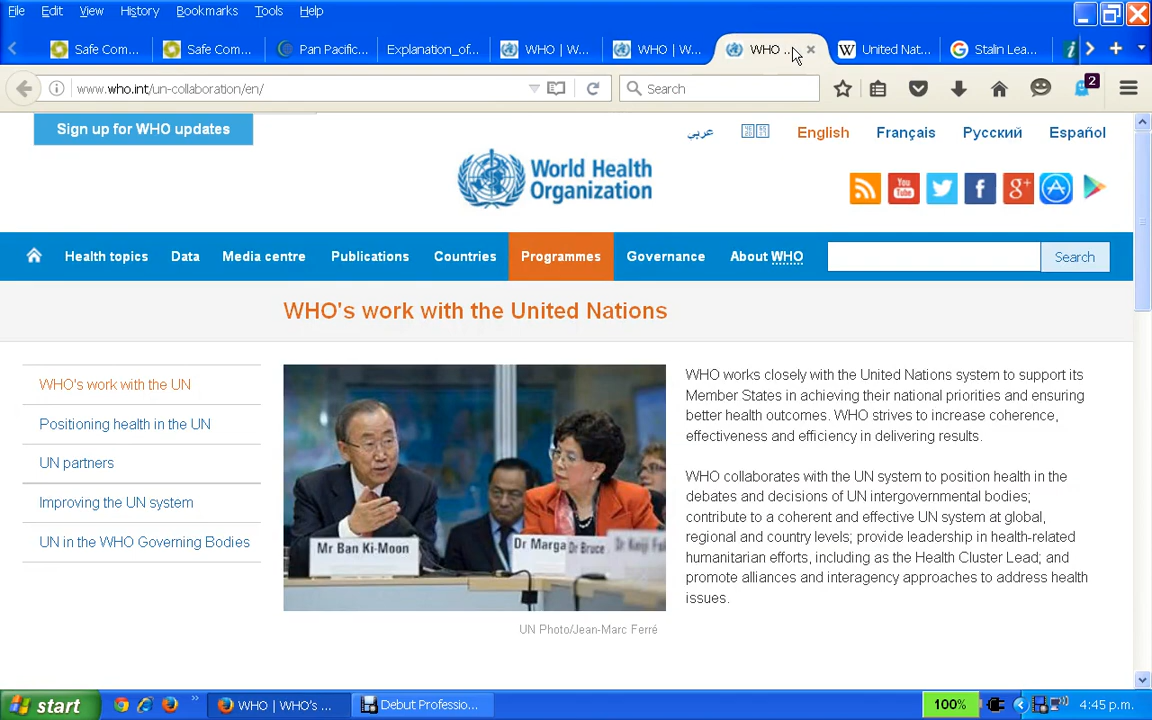 File Edit View History Bookmarks Tools Help
Safe Com...
Safe Com...
Pan Pacific...
Explanation_of...
WHO | W...
WHO | W...
WHO ...
United Nat...
Stalin Lea...
www.who.int/un-collaboration/en/
Search
2
Sign up for WHO updates
عربي
English
Français
Русский
Español
World Health
Organization
Health topics
Data
Media centre
Publications
Countries
Programmes
Governance
About WHO
Search
WHO's work with the United Nations
WHO's work with the UN
Positioning health in the UN
UN partners
Improving the UN system
UN in the WHO Governing Bodies
Mr Ban Ki-Moon
Dr Marga
Dr Bruce
UN Photo/Jean-Marc Ferré
WHO works closely with the United Nations system to support its
Member States in achieving their national priorities and ensuring
better health outcomes. WHO strives to increase coherence,
effectiveness and efficiency in delivering results.
WHO collaborates with the UN system to position health in the
debates and decisions of UN intergovernmental bodies;
contribute to a coherent and effective UN system at global,
regional and country levels; provide leadership in health-related
humanitarian efforts, including as the Health Cluster Lead; and
promote alliances and interagency approaches to address health
issues.
start
WHO | WHO's ...
Debut Professio...
100%
4:45 p.m.